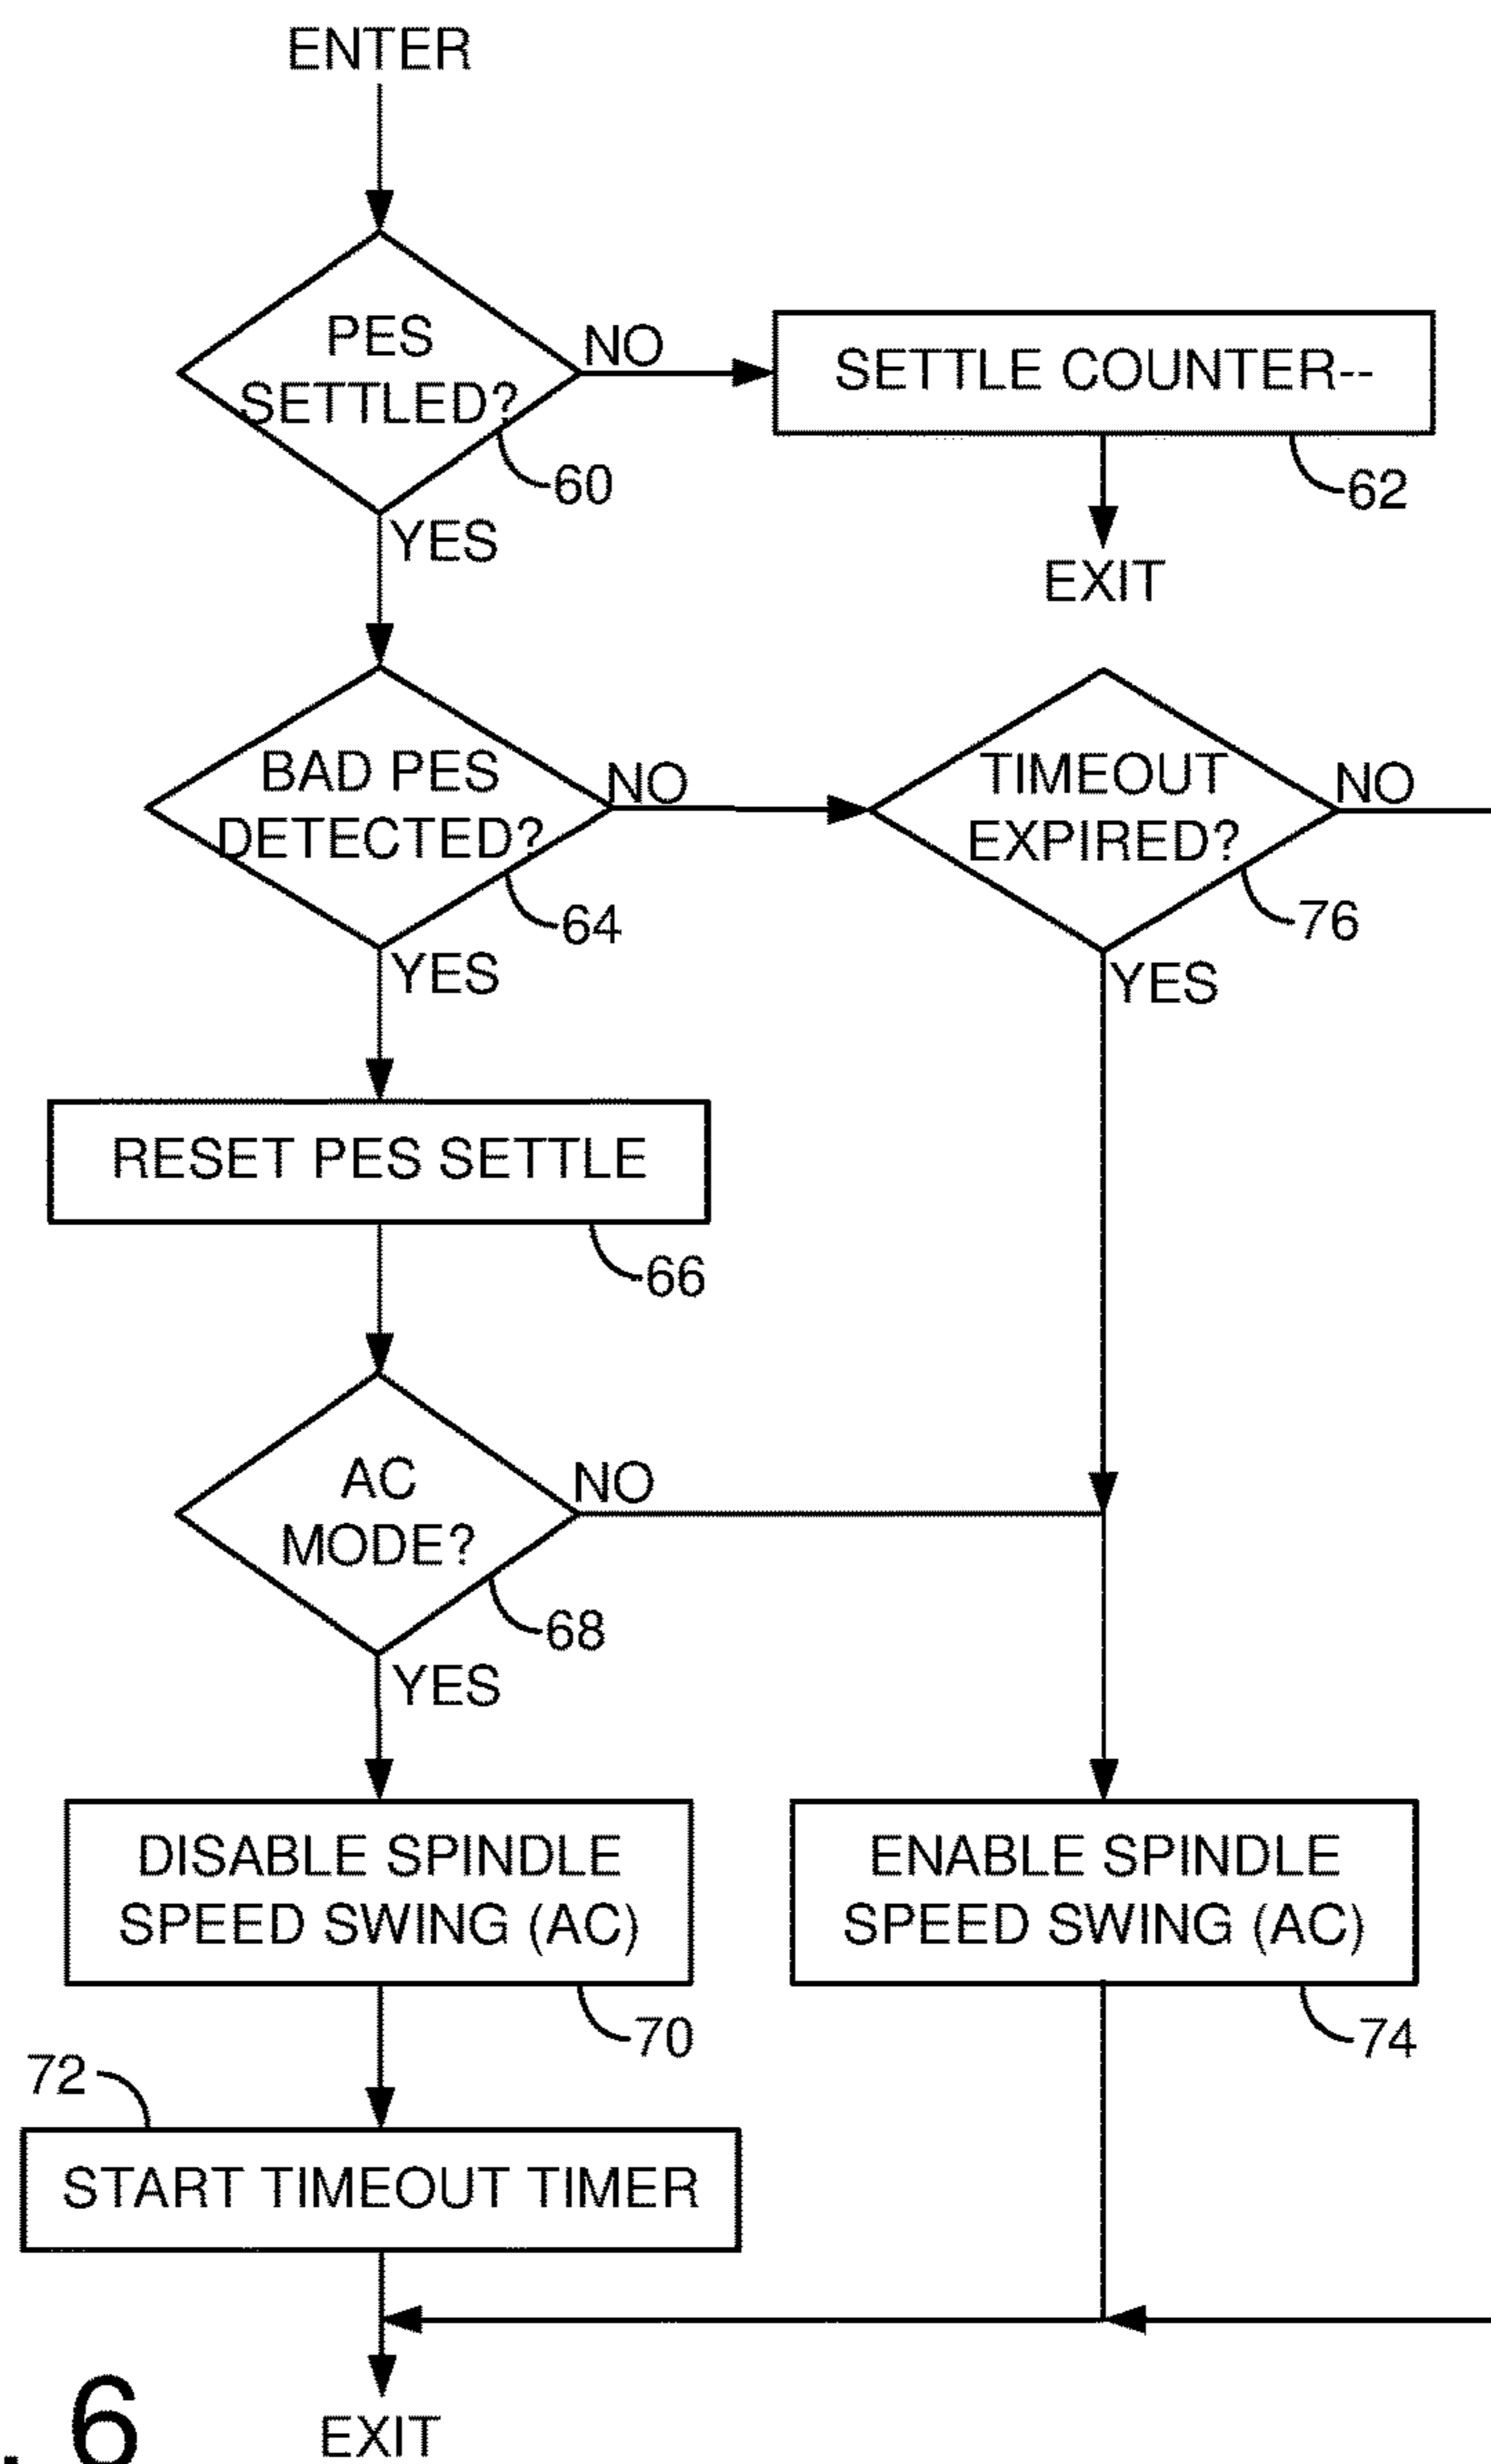 ENTER
PES
SETTLED?
NO
SETTLE COUNTER--
60
62
YES
EXIT
BAD PES
DETECTED?
NO
TIMEOUT
EXPIRED?
NO
64
76
YES
YES
RESET PES SETTLE
66
AC
MODE?
NO
68
YES
DISABLE SPINDLE
SPEED SWING (AC)
ENABLE SPINDLE
SPEED SWING (AC)
70
74
72
START TIMEOUT TIMER
. 6
EXIT